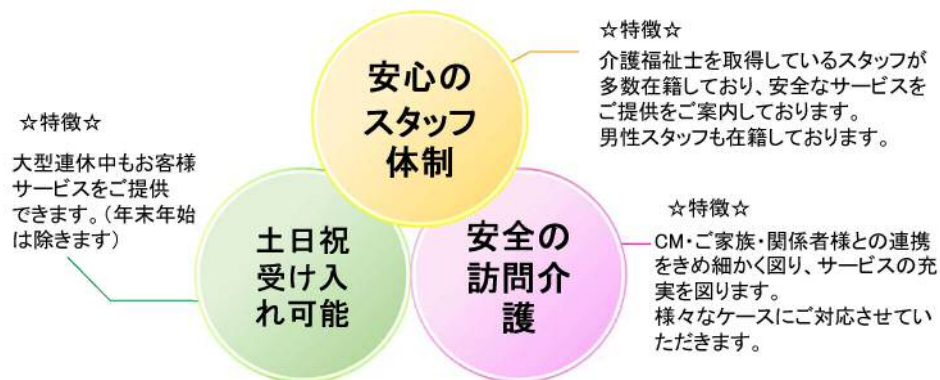 安心の
スタッフ
体制
☆特徴☆
介護福祉士を取得しているスタッフが
多数在籍しており、安全なサービスを
ご提供をご案内しております。
男性スタッフも在籍しております。
☆特徴☆
大型連休中もお客様
サービスをご提供
できます。(年末年始
は除きます)
土日祝
受け入
れ可能
安全の
訪問介
護
☆特徴☆
CM・ご家族・関係者様との連携
をきめ細かく図り、サービスの充
実を図ります。
様々なケースにご対応させてい
ただきます。